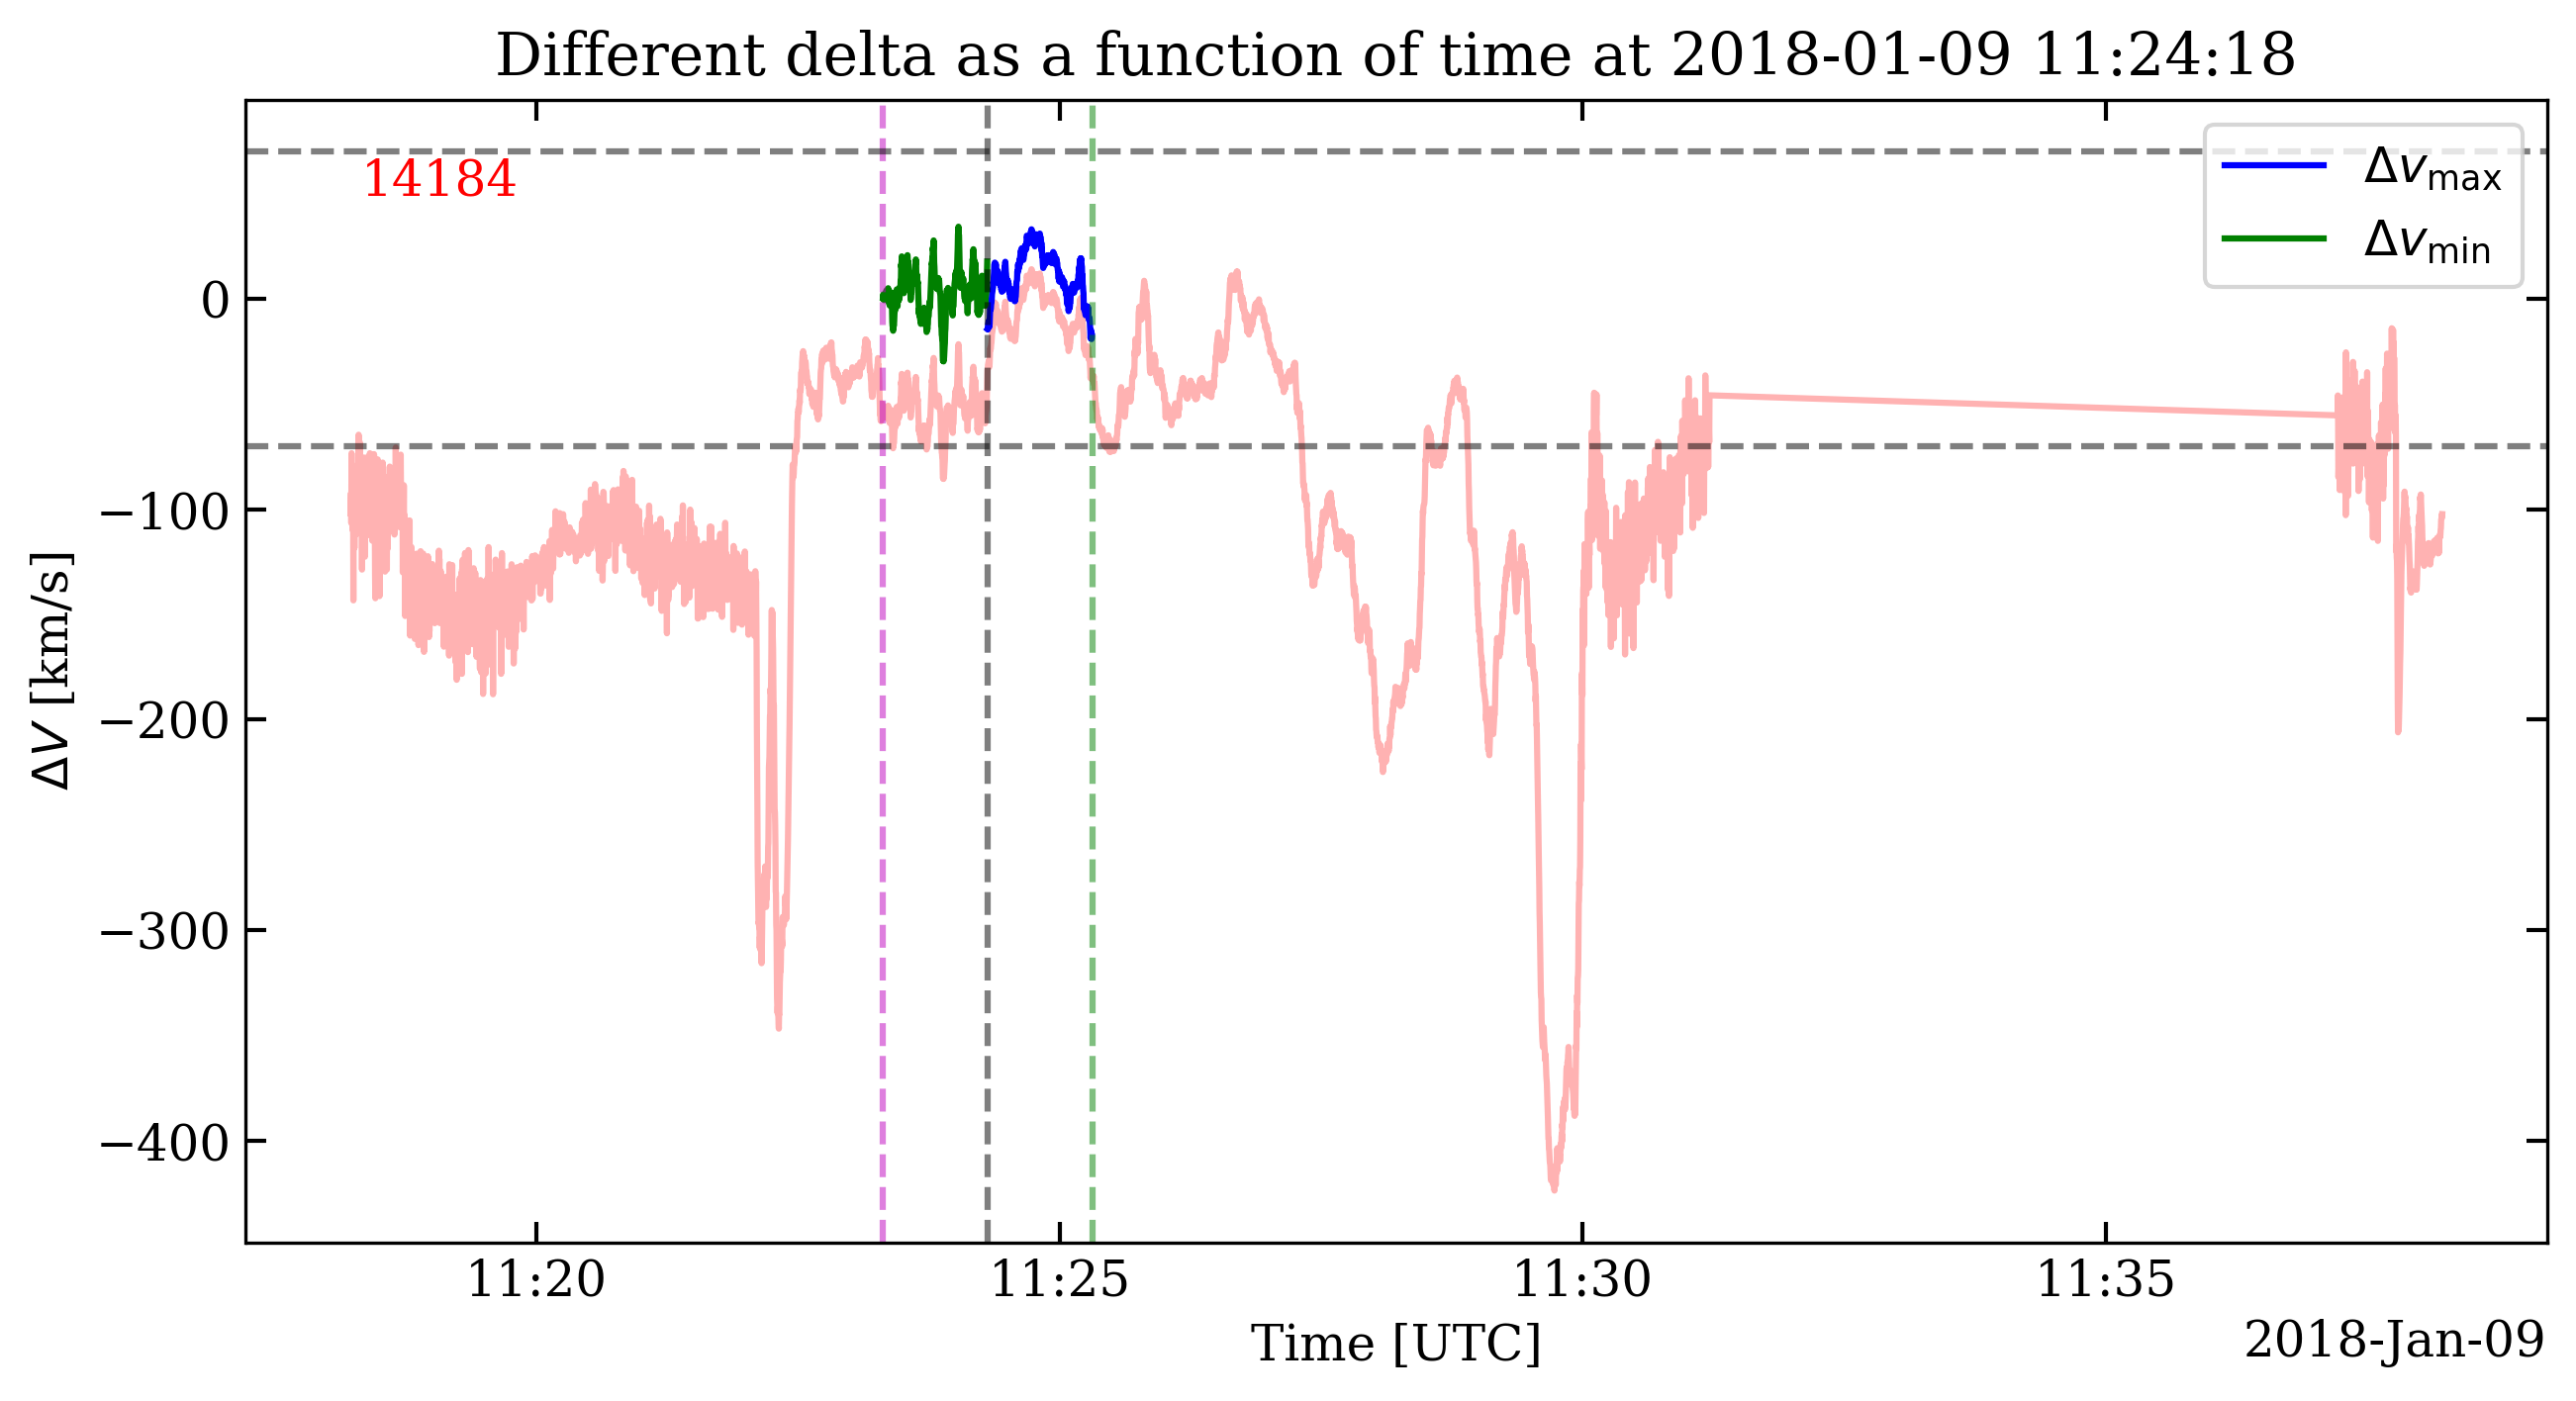 Different delta as a function of time at 2018-01-09 11:24:18
14184
Δv_max
Δv_min
ΔV [km/s]
0
−100
−200
−300
−400
11:20 11:25 11:30 11:35
Time [UTC]
2018-Jan-09